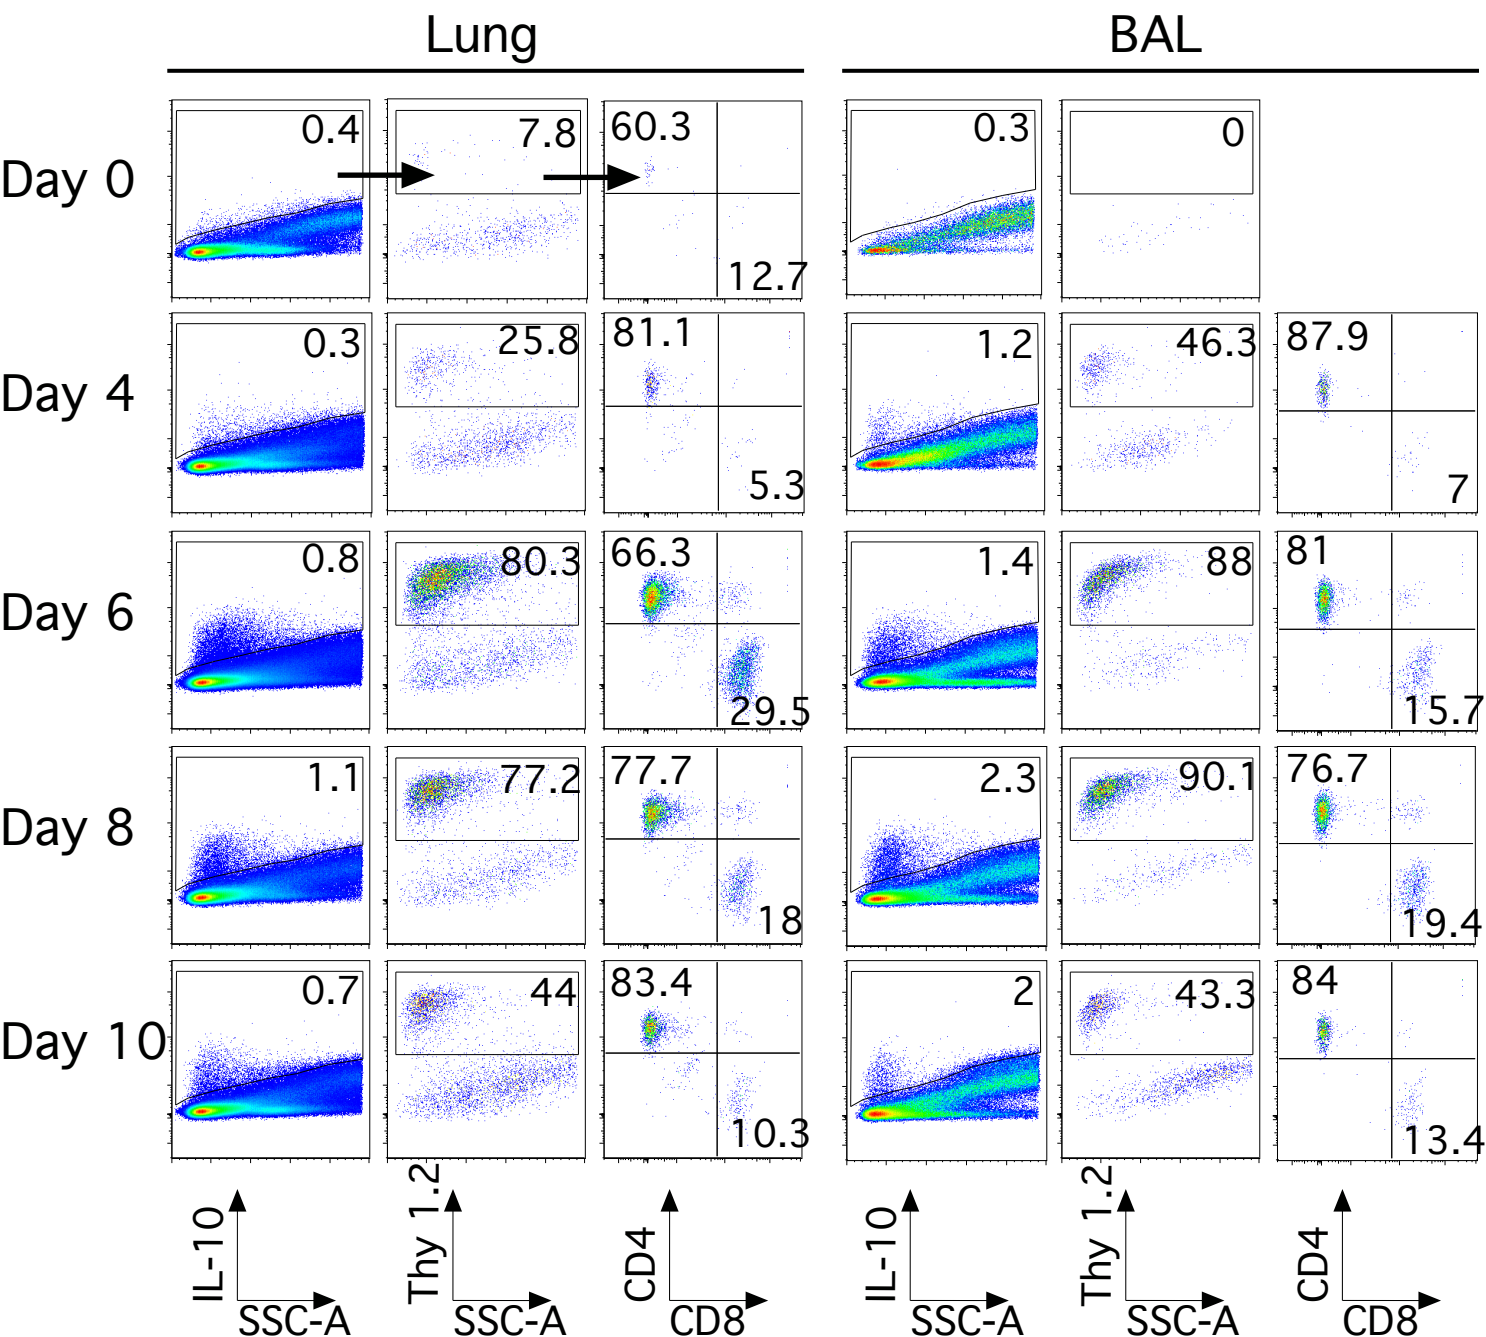 Lung BAL
Day 0 0.4 7.8 60.3 12.7 0.3 0
Day 4 0.3 25.8 81.1 5.3 1.2 46.3 87.9 7
Day 6 0.8 80.3 66.3 29.5 1.4 88 81 15.7
Day 8 1.1 77.2 77.7 18 2.3 90.1 76.7 19.4
Day 10 0.7 44 83.4 10.3 2 43.3 84 13.4
IL-10 Thy 1.2 CD4 IL-10 Thy 1.2 CD4
SSC-A SSC-A CD8 SSC-A SSC-A CD8